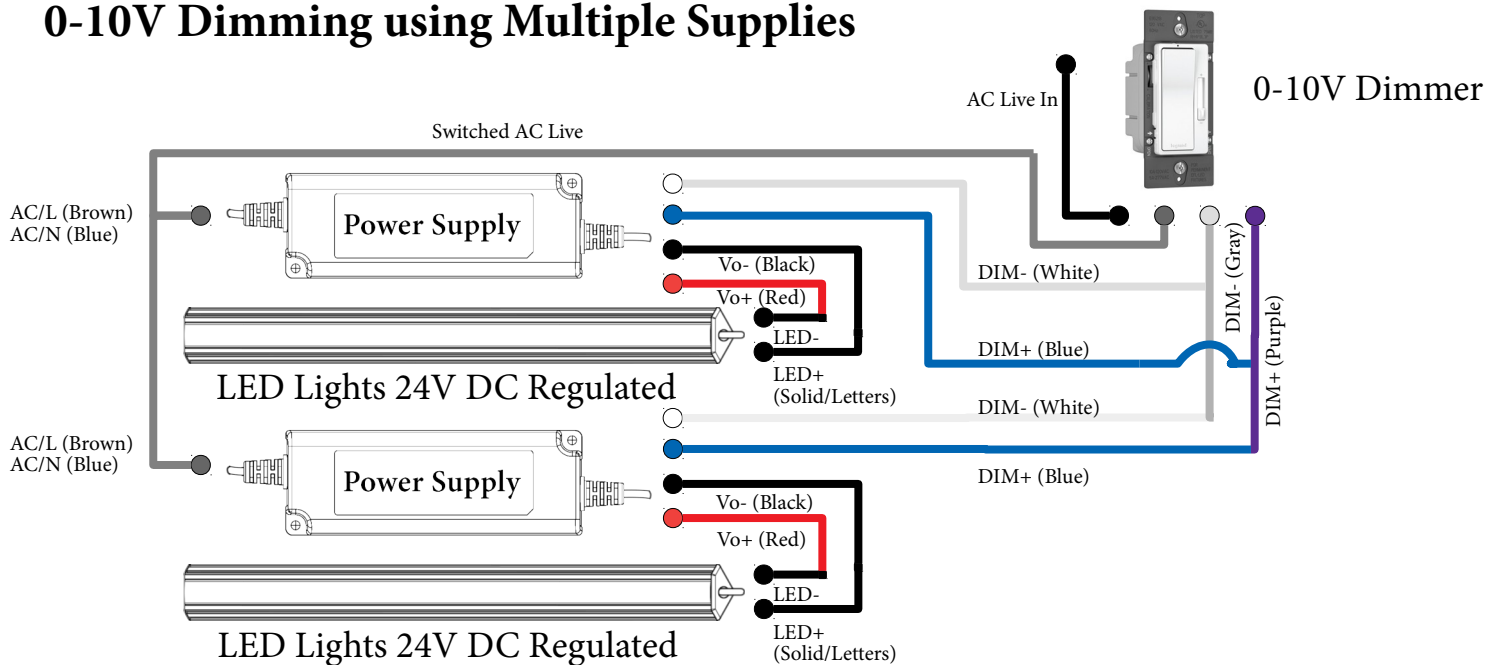 0-10V Dimming using Multiple Supplies
AC Live In
0-10V Dimmer
Switched AC Live
AC/L (Brown)
AC/N (Blue)
Power Supply
Vo- (Black)
Vo+ (Red)
LED-
LED+
(Solid/Letters)
LED Lights 24V DC Regulated
DIM- (White)
DIM- (Gray)
DIM+ (Blue)
DIM+ (Purple)
DIM- (White)
DIM+ (Blue)
AC/L (Brown)
AC/N (Blue)
Power Supply
Vo- (Black)
Vo+ (Red)
LED-
LED+
(Solid/Letters)
LED Lights 24V DC Regulated